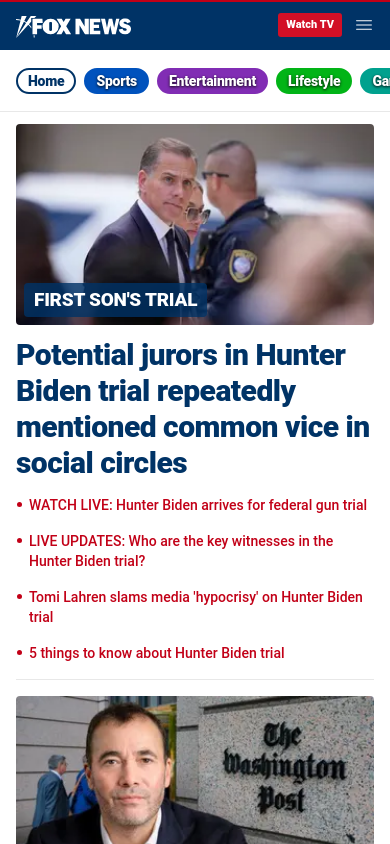 FOX NEWS
Watch TV
Home
Sports
Entertainment
Lifestyle
FIRST SON'S TRIAL
Potential jurors in Hunter
Biden trial repeatedly
mentioned common vice in
social circles
WATCH LIVE: Hunter Biden arrives for federal gun trial
LIVE UPDATES: Who are the key witnesses in the
Hunter Biden trial?
Tomi Lahren slams media 'hypocrisy' on Hunter Biden
trial
5 things to know about Hunter Biden trial
The
Washington
Post